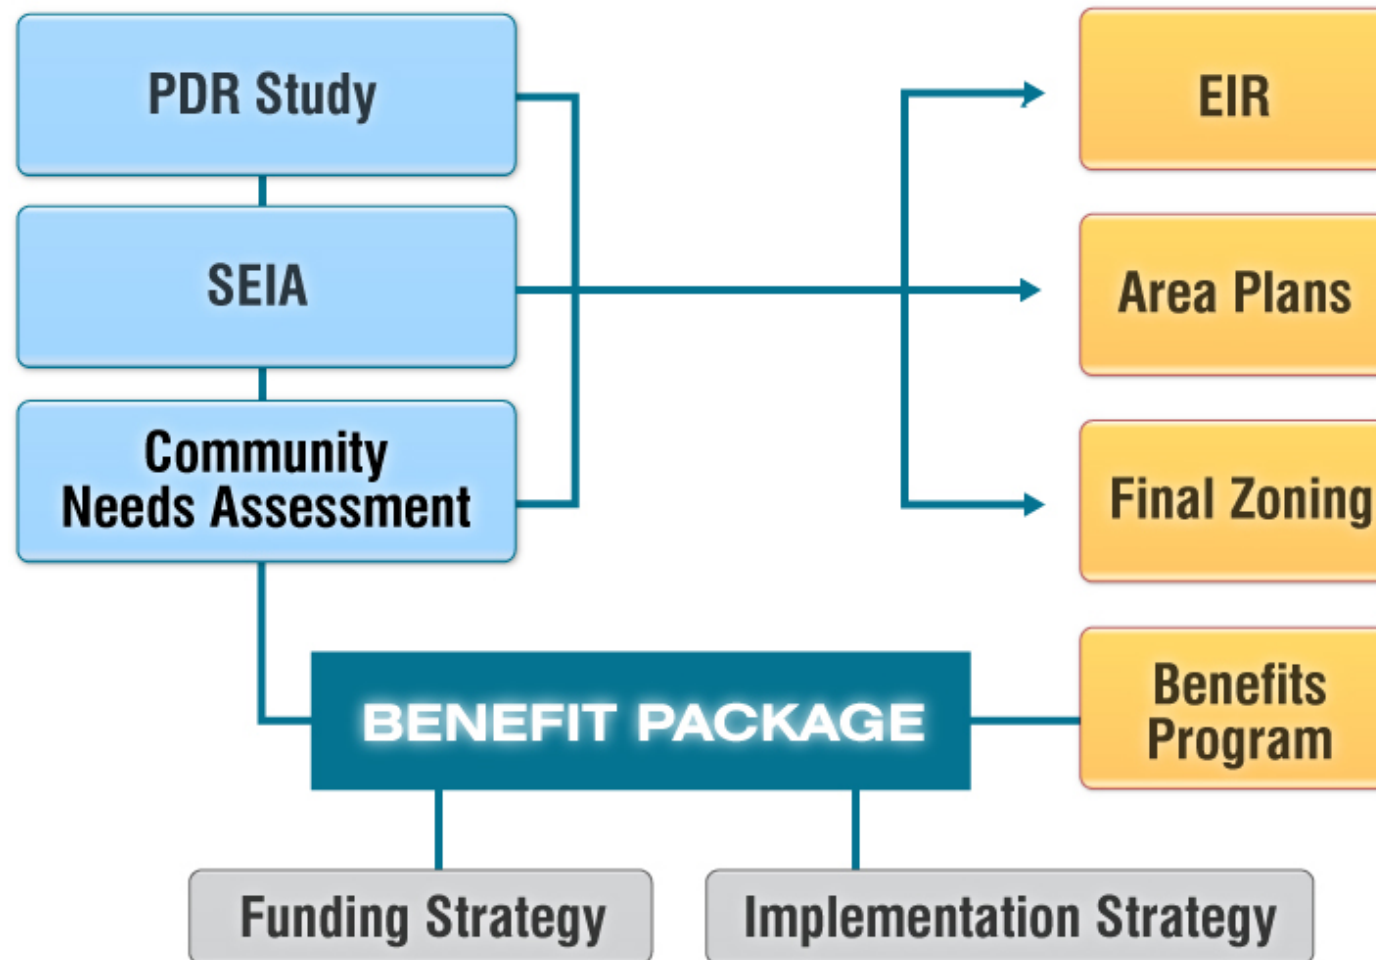 PDR Study
EIR
SEIA
Area Plans
Community
Needs Assessment
Final Zoning
BENEFIT PACKAGE
Benefits
Program
Funding Strategy
Implementation Strategy